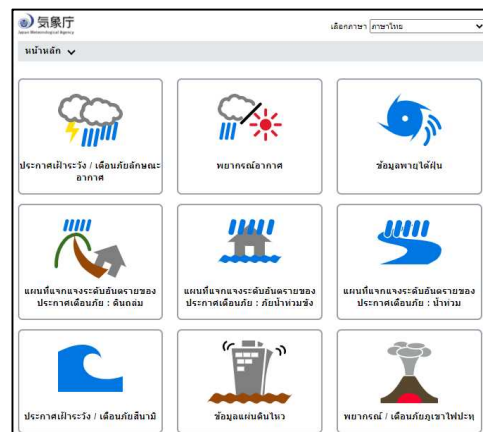 気象庁
Japan Meteorological Agency
เลือกภาษา ภาษาไทย
หน้าหลัก
ประกาศเฝ้าระวัง / เตือนภัยลักษณะ
อากาศ
พยากรณ์อากาศ
ข้อมูลพายุไต้ฝุ่น
แผนที่แจกแจงระดับอันตรายของ
ประกาศเตือนภัย : ดินถล่ม
แผนที่แจกแจงระดับอันตรายของ
ประกาศเตือนภัย : ภัยน้ำท่วมขัง
แผนที่แจกแจงระดับอันตรายของ
ประกาศเตือนภัย : น้ำท่วม
ประกาศเฝ้าระวัง / เตือนภัยสึนามิ
ข้อมูลแผ่นดินไหว
พยากรณ์ / เตือนภัยภูเขาไฟปะทุ